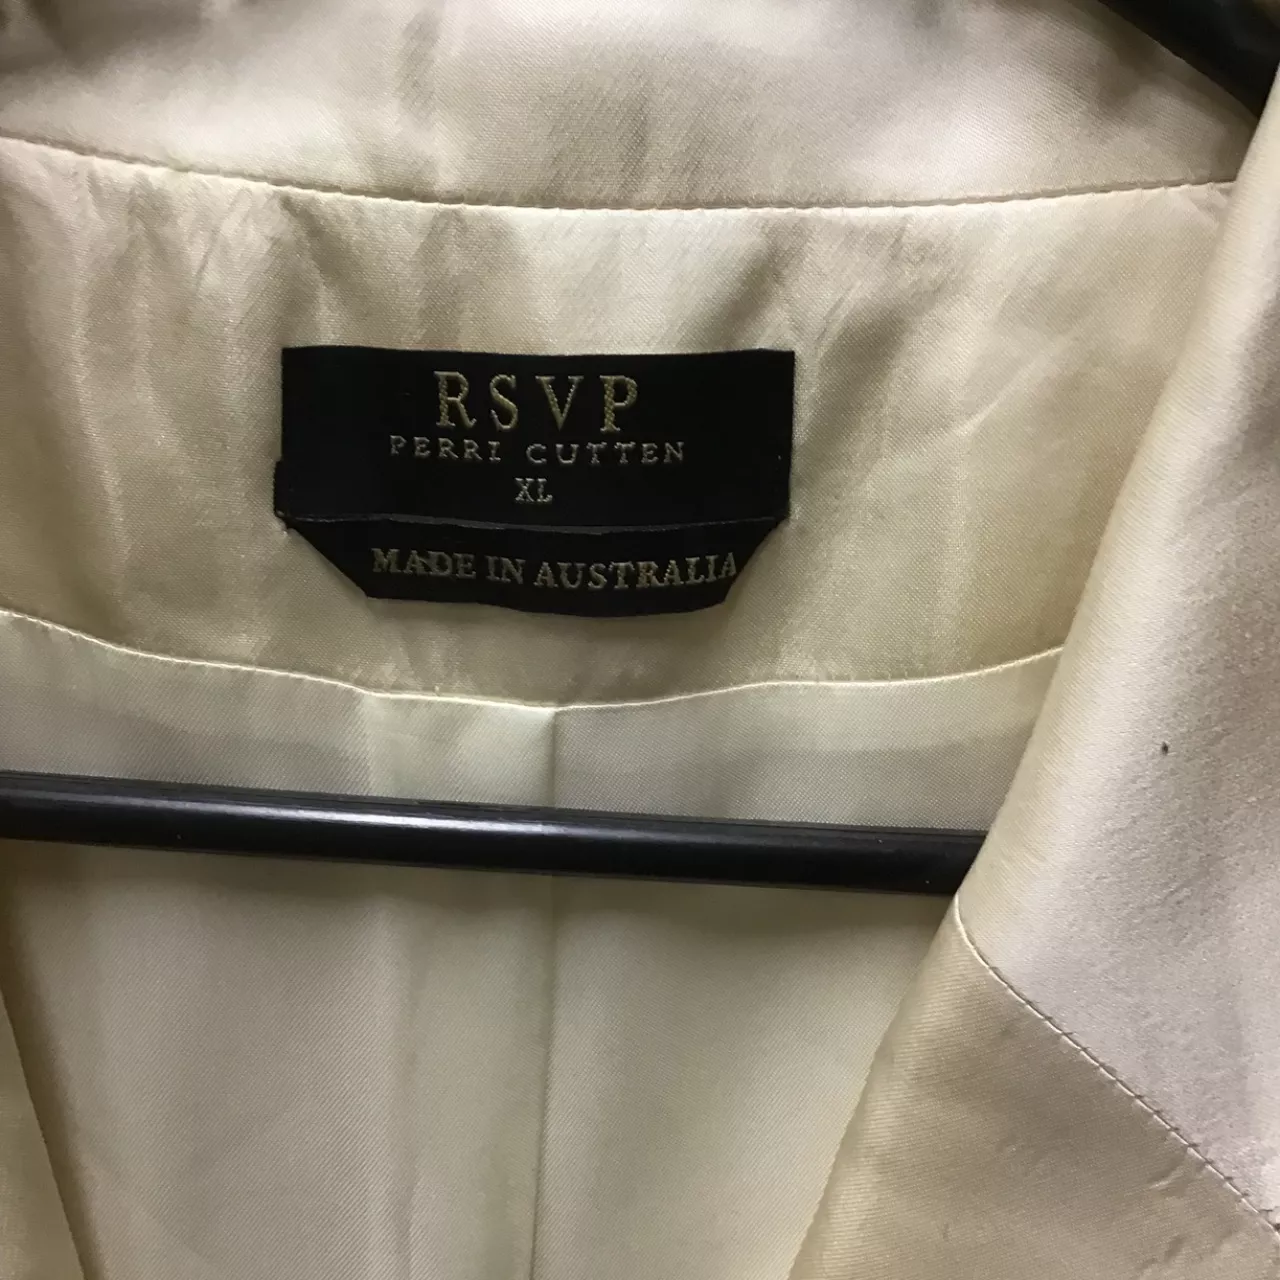 RSVP
PERRI CUTTEN
XL
MADE IN AUSTRALIA